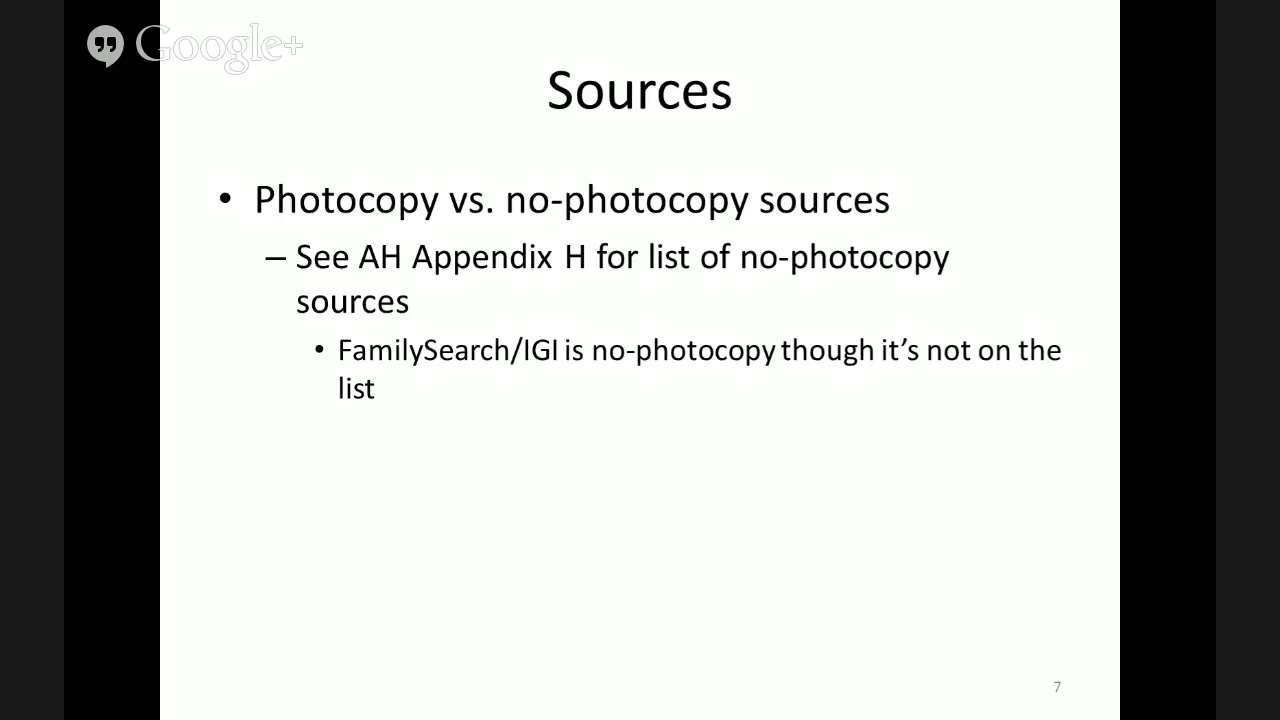 Google+
Sources
• Photocopy vs. no-photocopy sources
– See AH Appendix H for list of no-photocopy
sources
• FamilySearch/IGI is no-photocopy though it’s not on the
list
7